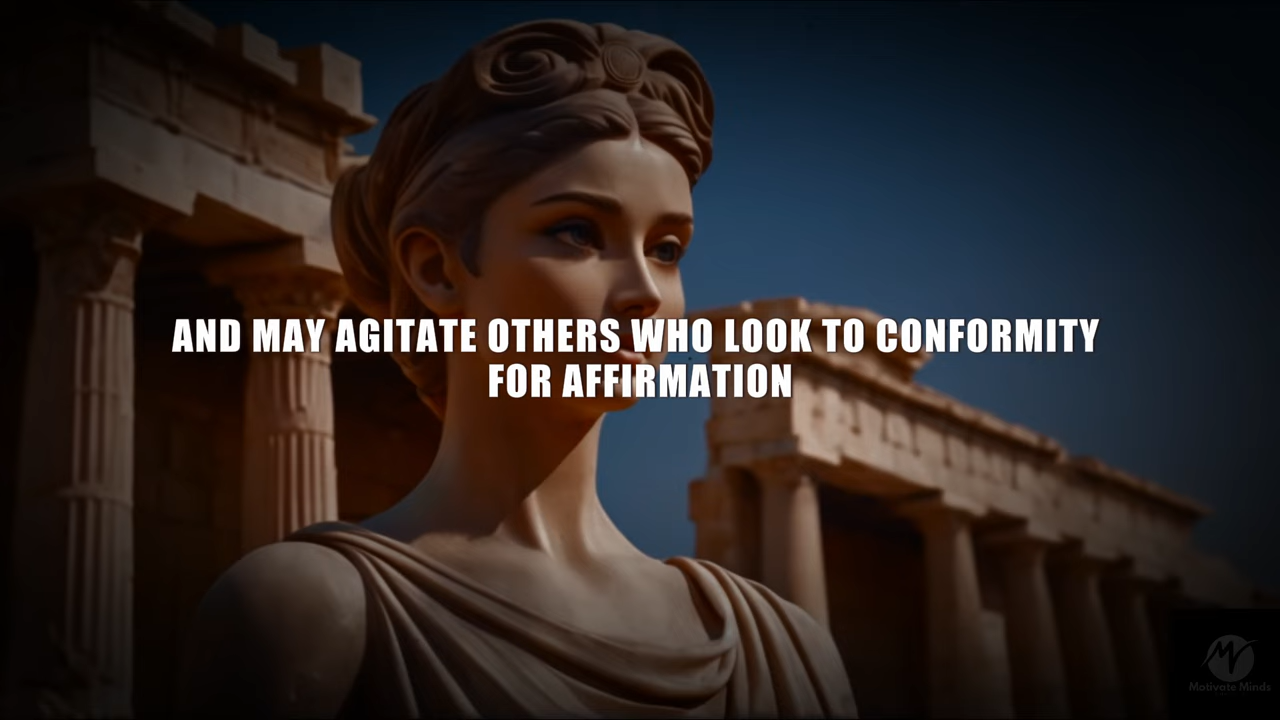 AND MAY AGITATE OTHERS WHO LOOK TO CONFORMITY
FOR AFFIRMATION
Motivate Minds